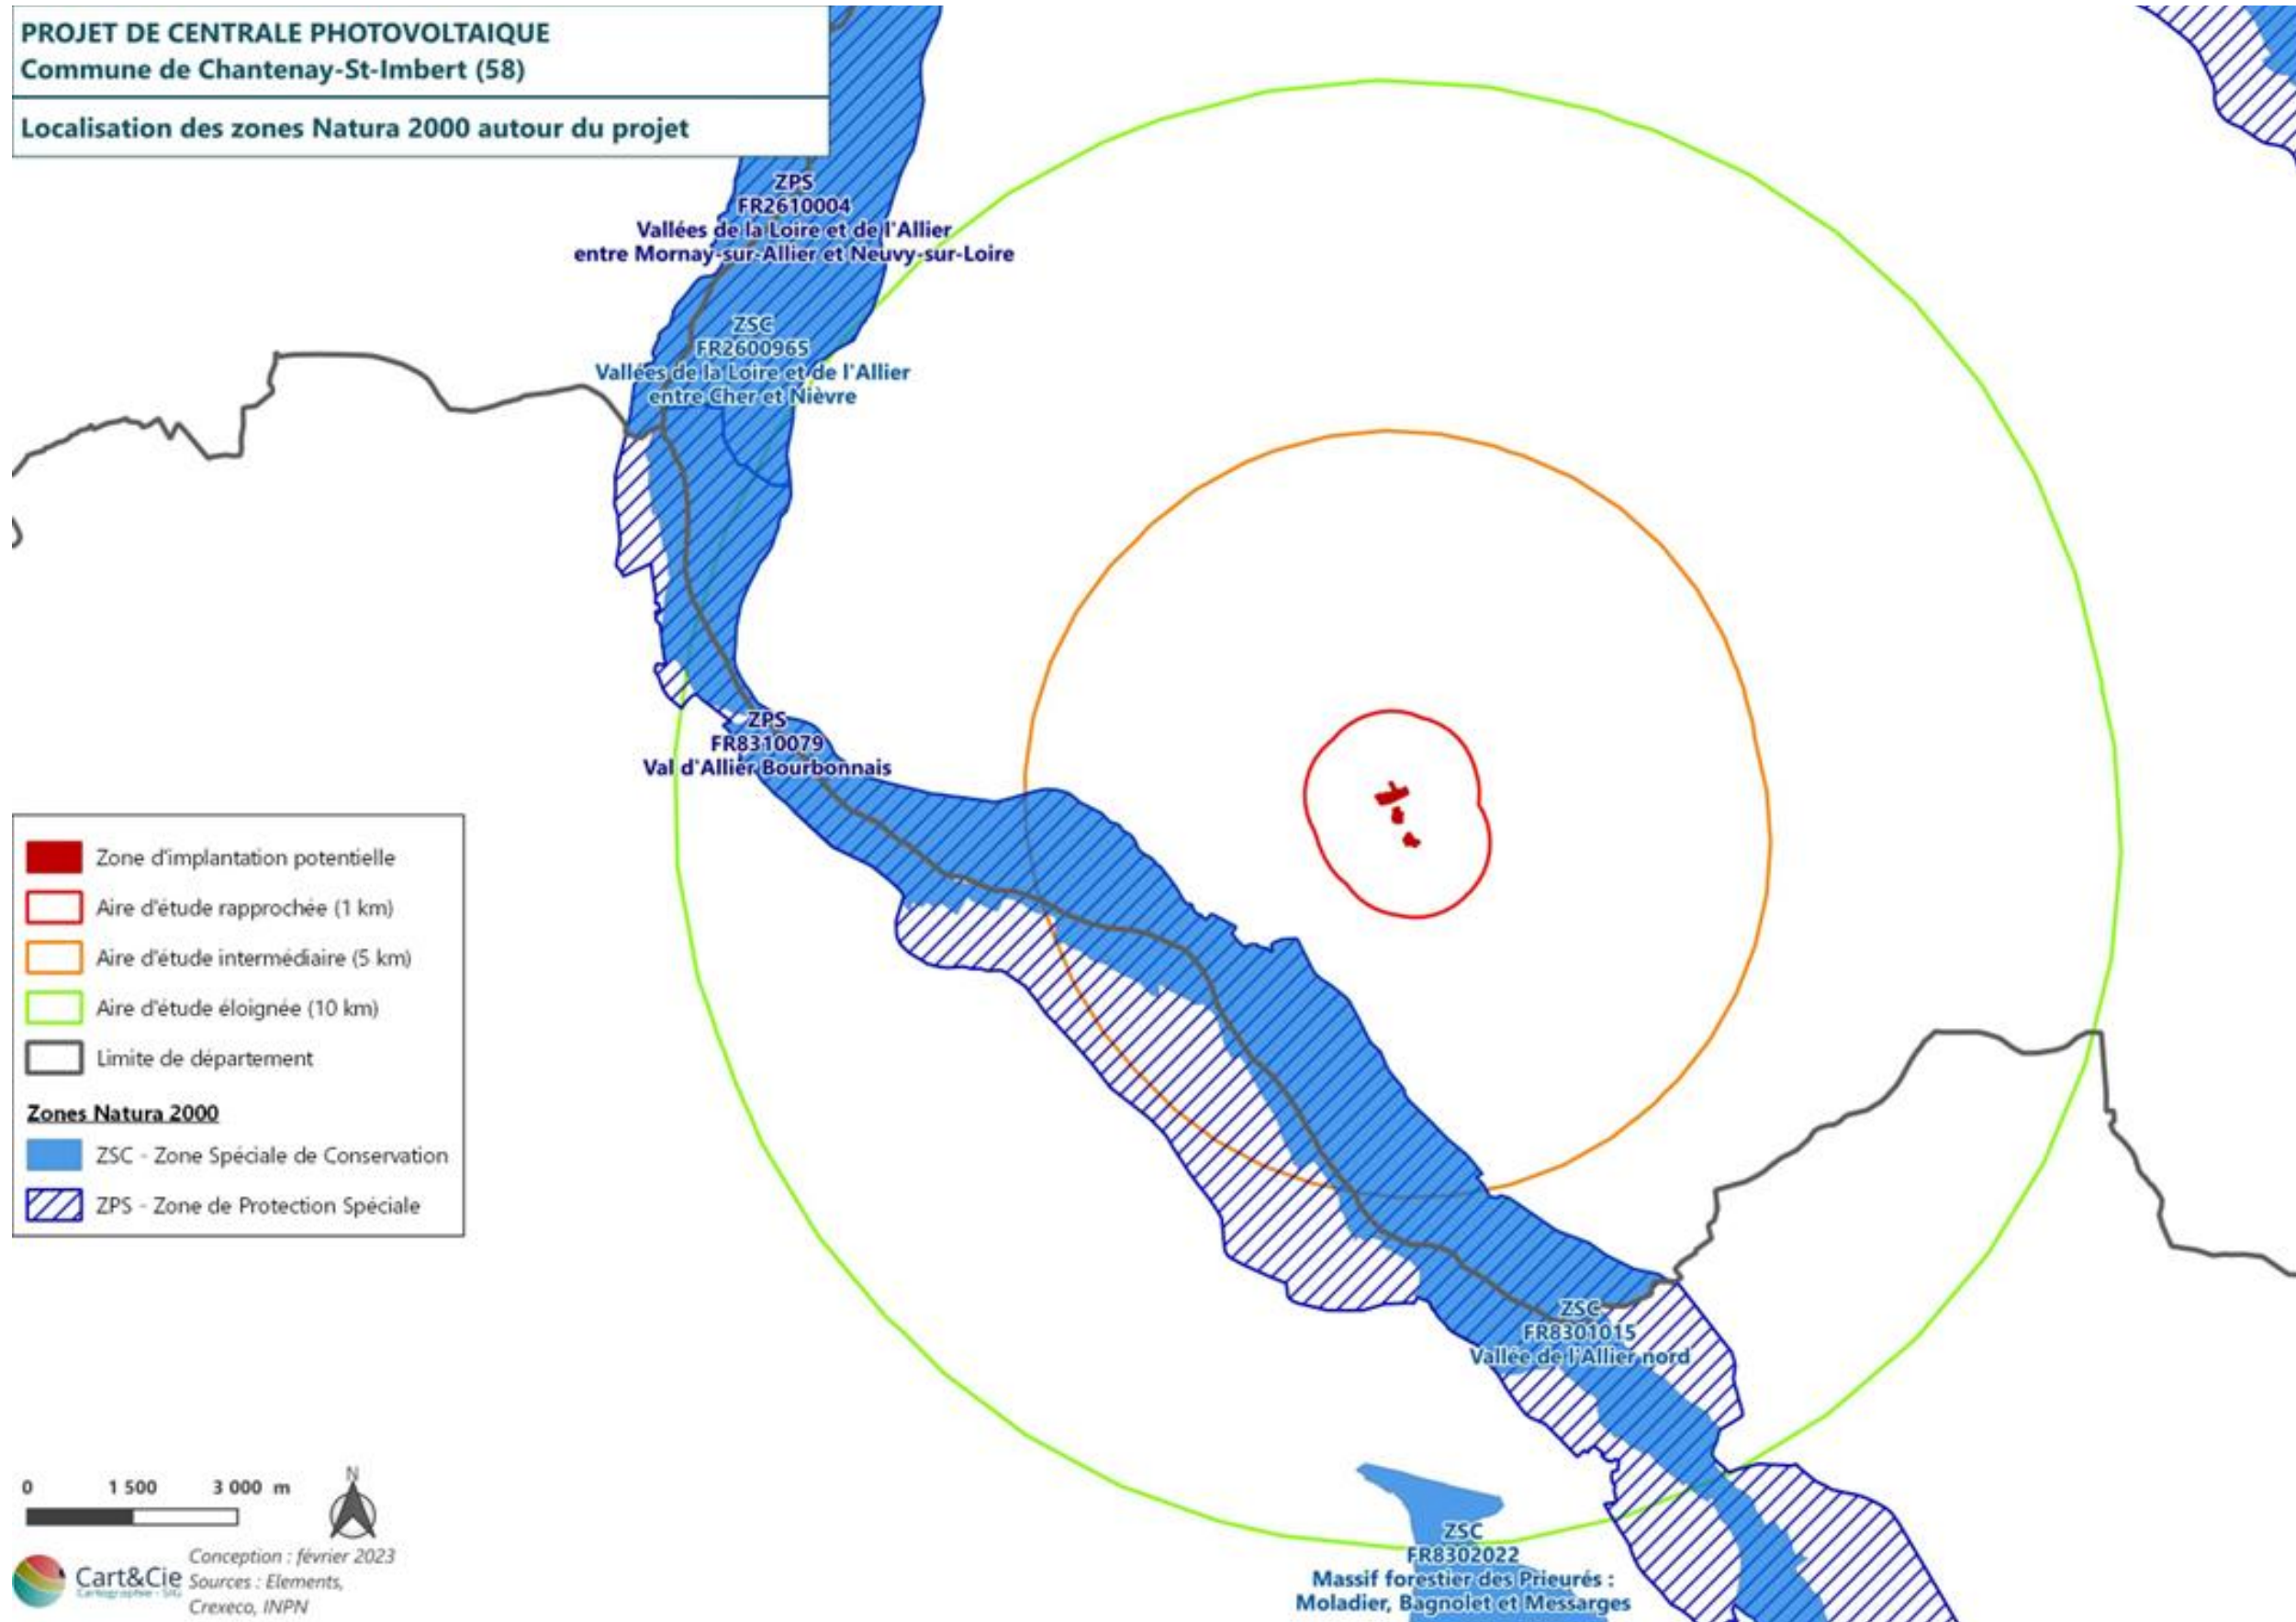 PROJET DE CENTRALE PHOTOVOLTAIQUE
Commune de Chantenay-St-Imbert (58)
Localisation des zones Natura 2000 autour du projet
ZPS
FR2610004
Vallées de la Loire et de l'Allier
entre Mornay-sur-Allier et Neuvy-sur-Loire
ZSC
FR2600965
Vallées de la Loire et de l'Allier
entre Cher et Nièvre
ZPS
FR8310079
Val d'Allier Bourbonnais
Zone d'implantation potentielle
Aire d'étude rapprochée (1 km)
Aire d'étude intermédiaire (5 km)
Aire d'étude éloignée (10 km)
Limite de département
Zones Natura 2000
ZSC - Zone Spéciale de Conservation
ZPS - Zone de Protection Spéciale
ZSC
FR8301015
Vallée de l'Allier nord
ZSC
FR8302022
Massif forestier des Prieurés :
Moladier, Bagnolet et Messarges
0 1 500 3 000 m
N
Conception : février 2023
Sources : Elements,
Crexeco, INPN
Cart&Cie
Cartographie - SIG